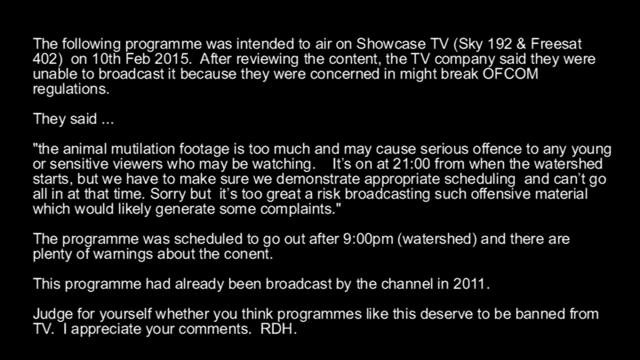 The following programme was intended to air on Showcase TV (Sky 192 & Freesat
402)  on 10th Feb 2015.  After reviewing the content, the TV company said they were
unable to broadcast it because they were concerned in might break OFCOM
regulations.
They said ...
"the animal mutilation footage is too much and may cause serious offence to any young
or sensitive viewers who may be watching.    It's on at 21:00 from when the watershed
starts, but we have to make sure we demonstrate appropriate scheduling  and can't go
all in at that time. Sorry but  it's too great a risk broadcasting such offensive material
which would likely generate some complaints."
The programme was scheduled to go out after 9:00pm (watershed) and there are
plenty of warnings about the conent.
This programme had already been broadcast by the channel in 2011.
Judge for yourself whether you think programmes like this deserve to be banned from
TV.  I appreciate your comments.  RDH.